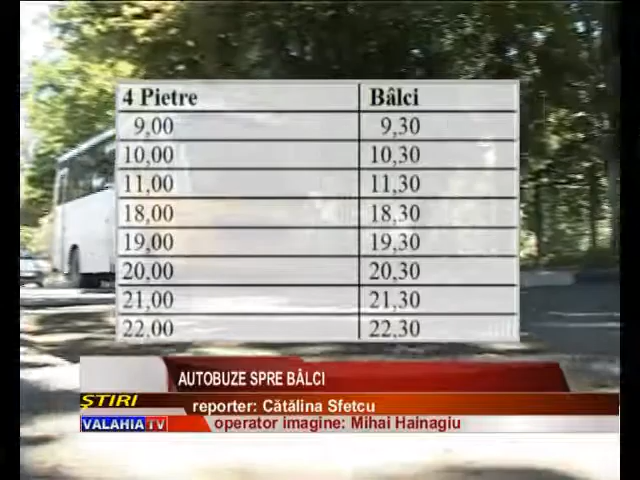 4 Pietre Bâlci
9,00 9,30
10,00 10,30
11,00 11,30
18,00 18,30
19,00 19,30
20,00 20,30
21,00 21,30
22,00 22,30
AUTOBUZE SPRE BÂLCI
ŞTIRI
reporter: Cătălina Sfetcu
VALAHIA TV
operator imagine: Mihai Hainagiu